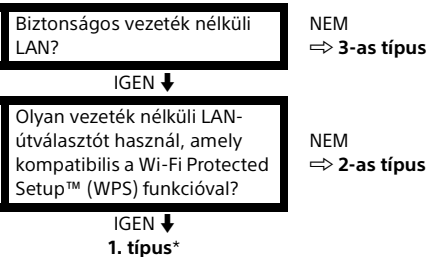 Biztonságos vezeték nélküli
LAN?
NEM
⇨ 3-as típus
IGEN ⬇
Olyan vezeték nélküli LAN-
útválasztót használ, amely
kompatibilis a Wi-Fi Protected
Setup™ (WPS) funkcióval?
NEM
⇨ 2-as típus
IGEN ⬇
1. típus*